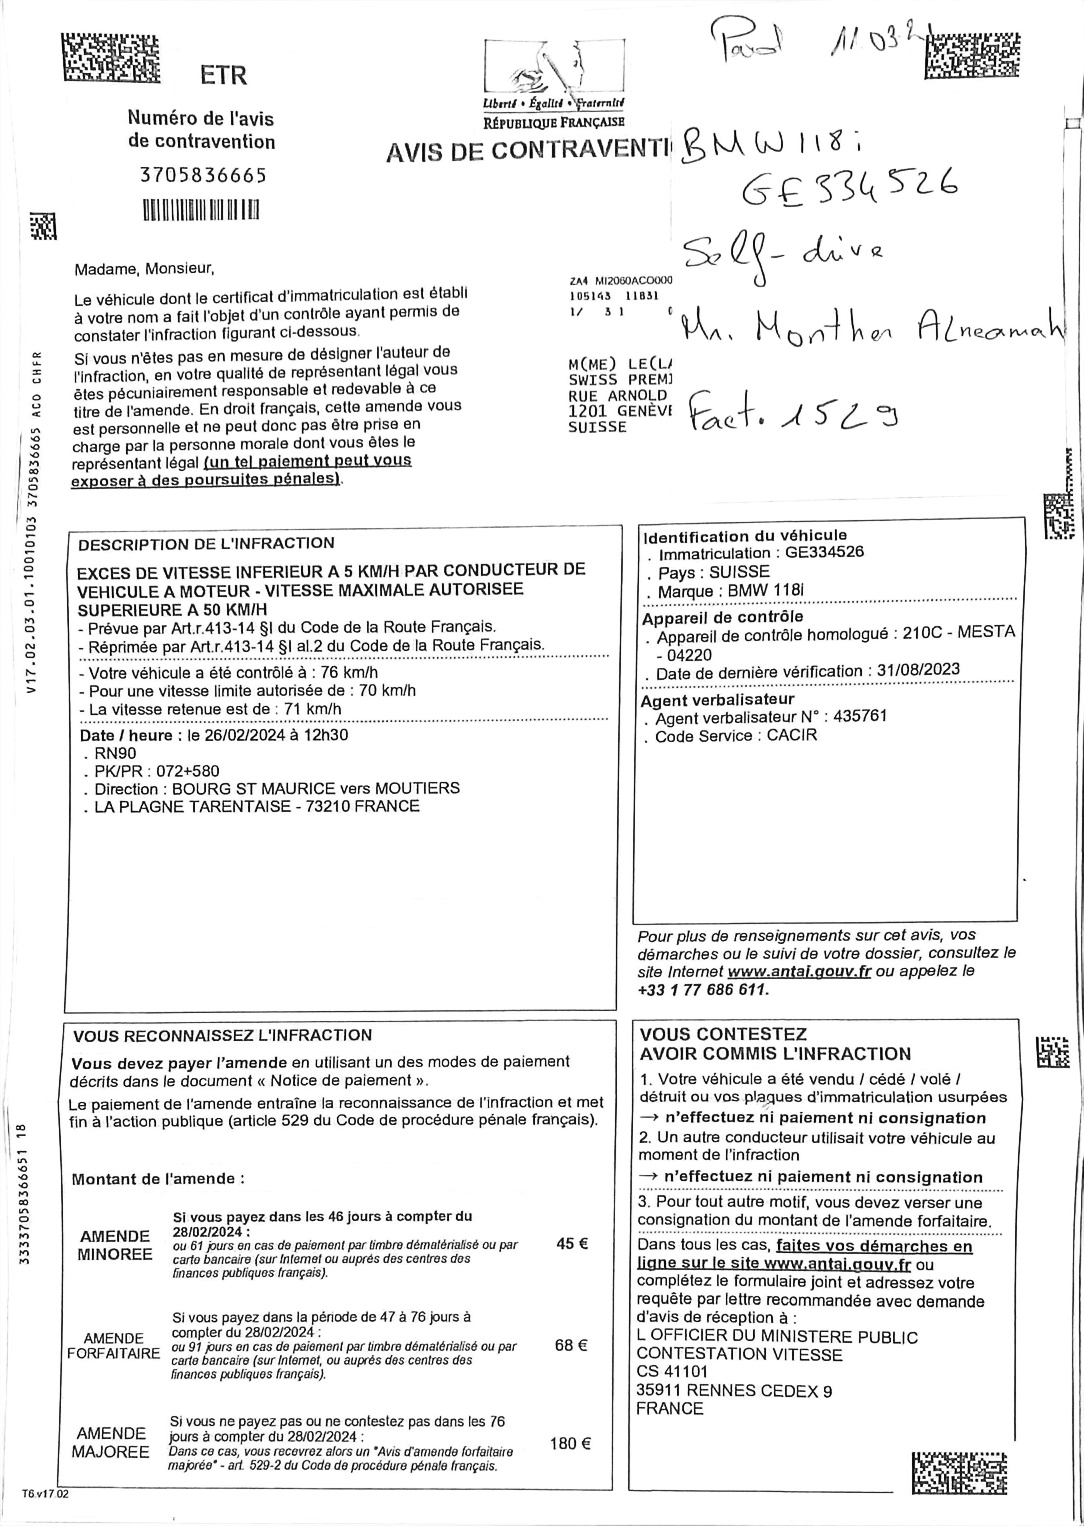 Paid 11 03 2
ETR
Liberté • Égalité • Fraternité
RÉPUBLIQUE FRANÇAISE
Numéro de l'avis
de contravention
3705836665
AVIS DE CONTRAVENTI
BMW 118i
GE334526
Self-drive
Mr. Monther Alneamah
Fact. 1529
Madame, Monsieur,
Le véhicule dont le certificat d'immatriculation est établi
à votre nom a fait l'objet d'un contrôle ayant permis de
constater l'infraction figurant ci-dessous.
Si vous n'êtes pas en mesure de désigner l'auteur de
l'infraction, en votre qualité de représentant légal vous
êtes pécuniairement responsable et redevable à ce
titre de l'amende. En droit français, cette amende vous
est personnelle et ne peut donc pas être prise en
charge par la personne morale dont vous êtes le
représentant légal (un tel paiement peut vous
exposer à des poursuites pénales).
ZA4 MI2060ACO000
105143 11831
1/ 3 1
M(ME) LE(LA
SWISS PREMI
RUE ARNOLD
1201 GENÈVE
SUISSE
V17.02.03.01.10010103 3705836665 ACO CHFR
DESCRIPTION DE L'INFRACTION
EXCES DE VITESSE INFERIEUR A 5 KM/H PAR CONDUCTEUR DE
VEHICULE A MOTEUR - VITESSE MAXIMALE AUTORISEE
SUPERIEURE A 50 KM/H
- Prévue par Art.r.413-14 §I du Code de la Route Français.
- Réprimée par Art.r.413-14 §I al.2 du Code de la Route Français.
- Votre véhicule a été contrôlé à : 76 km/h
- Pour une vitesse limite autorisée de : 70 km/h
- La vitesse retenue est de : 71 km/h
Date / heure : le 26/02/2024 à 12h30
. RN90
. PK/PR : 072+580
. Direction : BOURG ST MAURICE vers MOUTIERS
. LA PLAGNE TARENTAISE - 73210 FRANCE
Identification du véhicule
. Immatriculation : GE334526
. Pays : SUISSE
. Marque : BMW 118i
Appareil de contrôle
. Appareil de contrôle homologué : 210C - MESTA
- 04220
. Date de dernière vérification : 31/08/2023
Agent verbalisateur
. Agent verbalisateur N° : 435761
. Code Service : CACIR
Pour plus de renseignements sur cet avis, vos
démarches ou le suivi de votre dossier, consultez le
site Internet www.antai.gouv.fr ou appelez le
+33 1 77 686 611.
VOUS RECONNAISSEZ L'INFRACTION
Vous devez payer l'amende en utilisant un des modes de paiement
décrits dans le document « Notice de paiement ».
Le paiement de l'amende entraîne la reconnaissance de l'infraction et met
fin à l'action publique (article 529 du Code de procédure pénale français).
Montant de l'amende :
AMENDE
MINOREE
Si vous payez dans les 46 jours à compter du
28/02/2024 :
ou 61 jours en cas de paiement par timbre dématérialisé ou par
carte bancaire (sur Internet ou auprès des centres des
finances publiques français).
45 €
AMENDE
FORFAITAIRE
Si vous payez dans la période de 47 à 76 jours à
compter du 28/02/2024 :
ou 91 jours en cas de paiement par timbre dématérialisé ou par
carte bancaire (sur Internet, ou auprès des centres des
finances publiques français).
68 €
AMENDE
MAJOREE
Si vous ne payez pas ou ne contestez pas dans les 76
jours à compter du 28/02/2024 :
Dans ce cas, vous recevrez alors un "Avis d'amende forfaitaire
majorée" - art. 529-2 du Code de procédure pénale français.
180 €
VOUS CONTESTEZ
AVOIR COMMIS L'INFRACTION
1. Votre véhicule a été vendu / cédé / volé /
détruit ou vos plaques d'immatriculation usurpées
→ n'effectuez ni paiement ni consignation
2. Un autre conducteur utilisait votre véhicule au
moment de l'infraction
→ n'effectuez ni paiement ni consignation
3. Pour tout autre motif, vous devez verser une
consignation du montant de l'amende forfaitaire.
Dans tous les cas, faites vos démarches en
ligne sur le site www.antai.gouv.fr ou
complétez le formulaire joint et adressez votre
requête par lettre recommandée avec demande
d'avis de réception à :
L OFFICIER DU MINISTERE PUBLIC
CONTESTATION VITESSE
CS 41101
35911 RENNES CEDEX 9
FRANCE
33337058366651 18
T6.v17.02